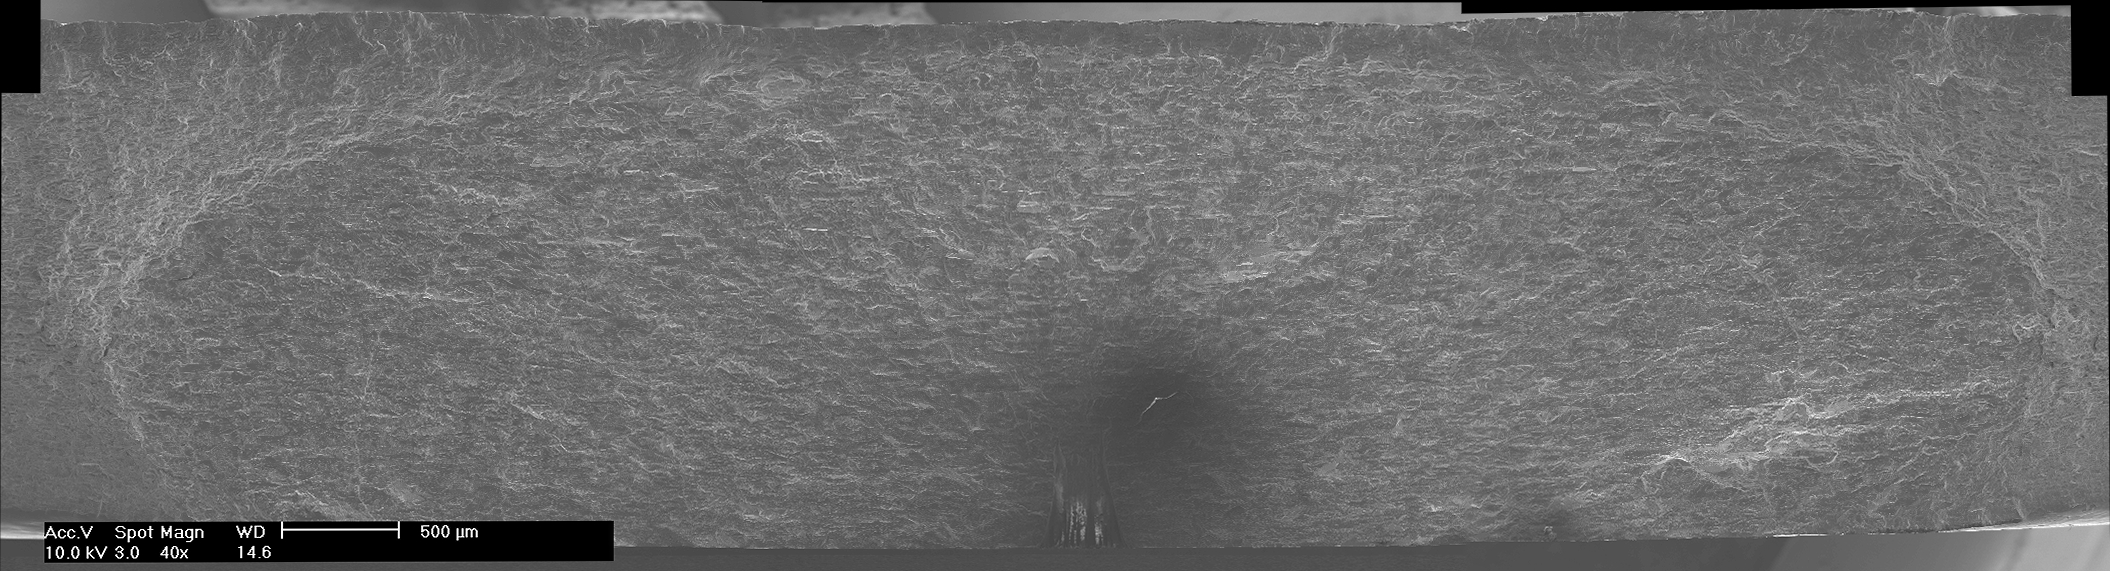 Acc.V Spot Magn WD 500 µm
10.0 kV 3.0 40x 14.6